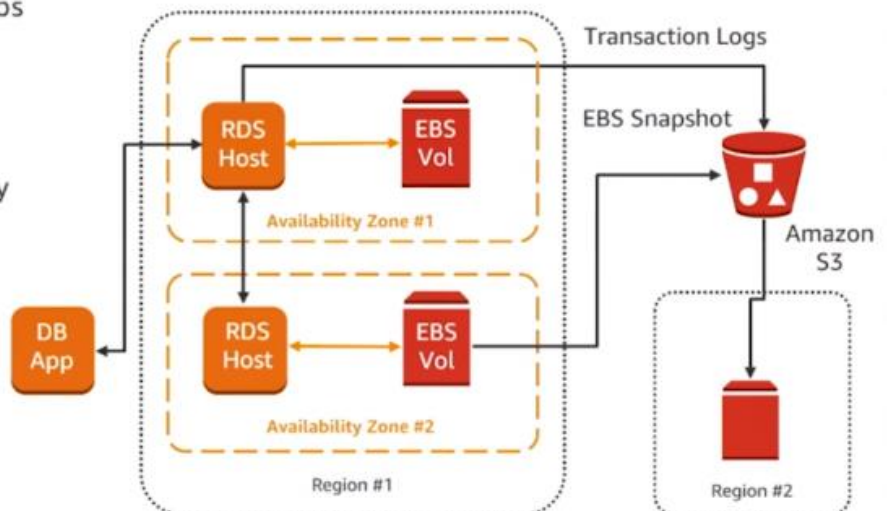 Transaction Logs
RDS
Host
EBS
Vol
EBS Snapshot
Availability Zone #1
Amazon
S3
DB
App
RDS
Host
EBS
Vol
Availability Zone #2
Region #1
Region #2